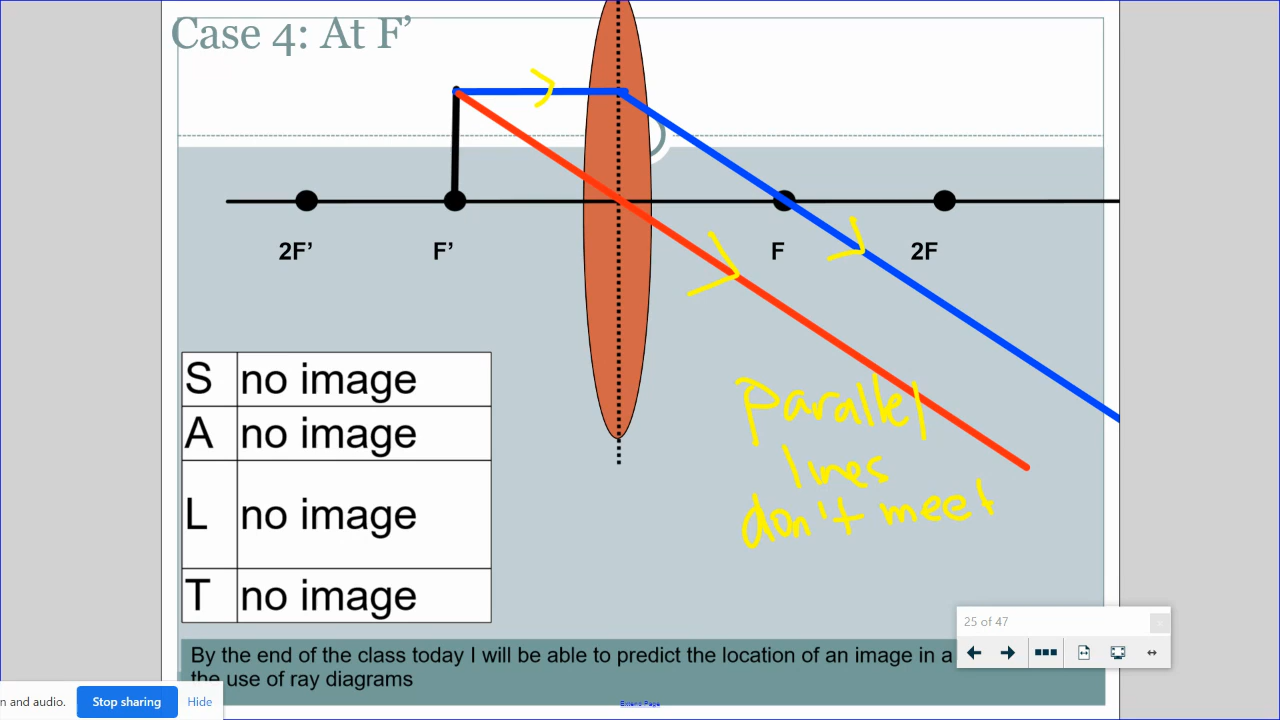 Case 4: At F’
2F’
F’
F
2F
S no image
A no image
L no image
T no image
Parallel
lines
don't meet
By the end of the class today I will be able to predict the location of an image in a
the use of ray diagrams
25 of 47
n and audio.
Stop sharing
Hide
Extend Page